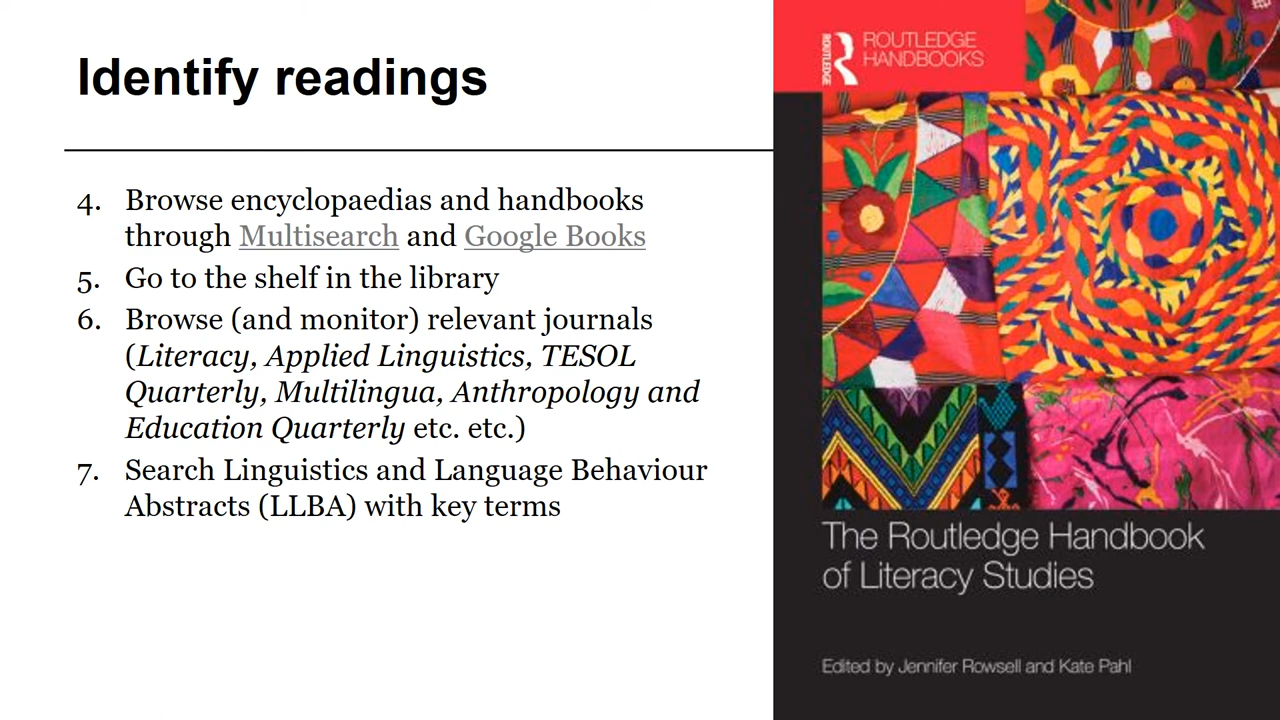 Identify readings
4. Browse encyclopaedias and handbooks
through Multisearch and Google Books
5. Go to the shelf in the library
6. Browse (and monitor) relevant journals
(Literacy, Applied Linguistics, TESOL
Quarterly, Multilingua, Anthropology and
Education Quarterly etc. etc.)
7. Search Linguistics and Language Behaviour
Abstracts (LLBA) with key terms
ROUTLEDGE
ROUTLEDGE
HANDBOOKS
The Routledge Handbook
of Literacy Studies
Edited by Jennifer Rowsell and Kate Pahl